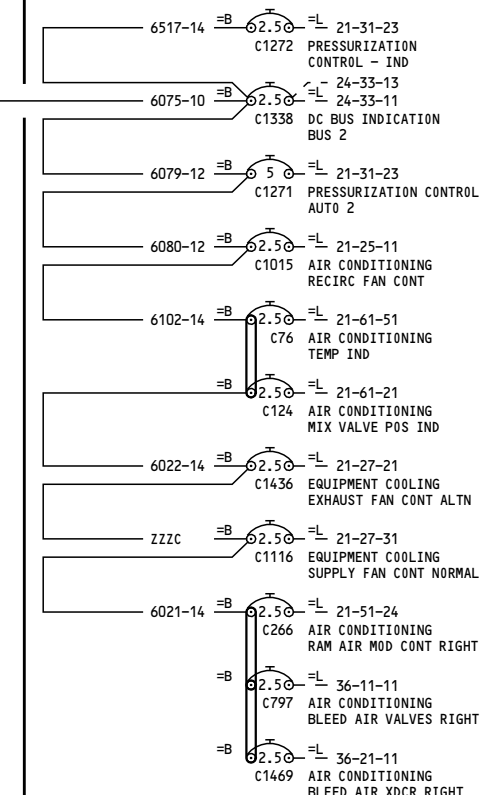 6517-14 =B 2.5 =L 21-31-23
C1272 PRESSURIZATION
CONTROL - IND
24-33-13
6075-10 =B 2.5 =L 24-33-11
C1338 DC BUS INDICATION
BUS 2
6079-12 =B 5 =L 21-31-23
C1271 PRESSURIZATION CONTROL
AUTO 2
6080-12 =B 2.5 =L 21-25-11
C1015 AIR CONDITIONING
RECIRC FAN CONT
6102-14 =B 2.5 =L 21-61-51
C76 AIR CONDITIONING
TEMP IND
=B 2.5 =L 21-61-21
C124 AIR CONDITIONING
MIX VALVE POS IND
6022-14 =B 2.5 =L 21-27-21
C1436 EQUIPMENT COOLING
EXHAUST FAN CONT ALTN
ZZZC =B 2.5 =L 21-27-31
C1116 EQUIPMENT COOLING
SUPPLY FAN CONT NORMAL
6021-14 =B 2.5 =L 21-51-24
C266 AIR CONDITIONING
RAM AIR MOD CONT RIGHT
=B 2.5 =L 36-11-11
C797 AIR CONDITIONING
BLEED AIR VALVES RIGHT
=B 2.5 =L 36-21-11
C1469 AIR CONDITIONING
BLEED AIR XDCR RIGHT